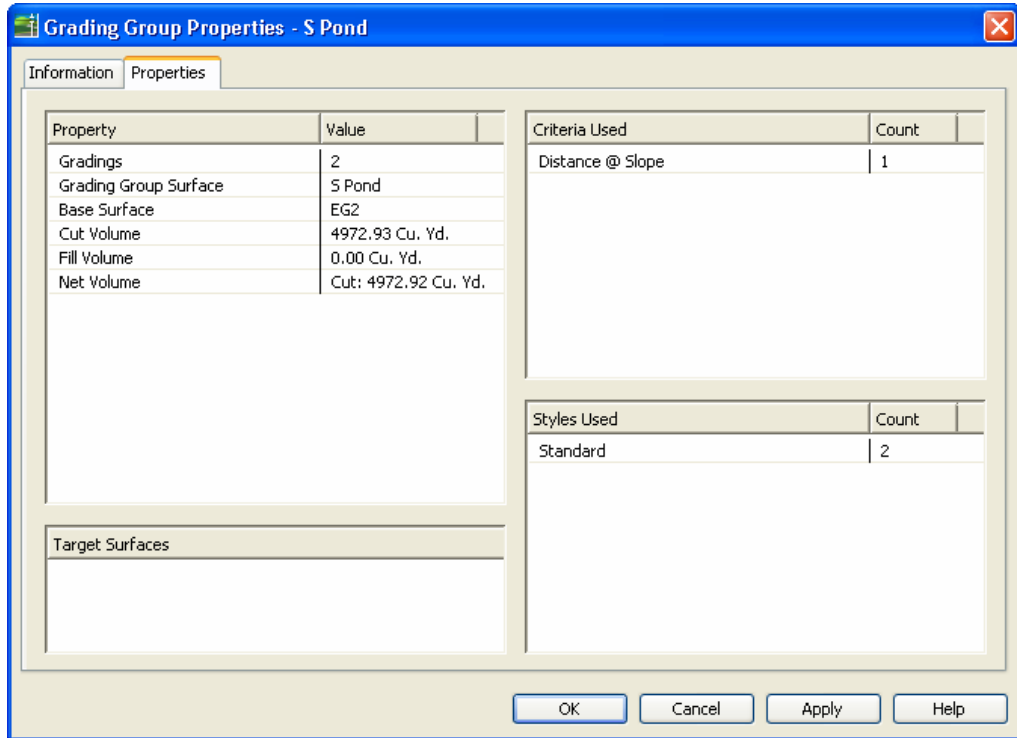 Grading Group Properties - S Pond
Information Properties
Property Value
Gradings 2
Grading Group Surface S Pond
Base Surface EG2
Cut Volume 4972.93 Cu. Yd.
Fill Volume 0.00 Cu. Yd.
Net Volume Cut: 4972.92 Cu. Yd.
Target Surfaces
Criteria Used Count
Distance @ Slope 1
Styles Used Count
Standard 2
OK Cancel Apply Help